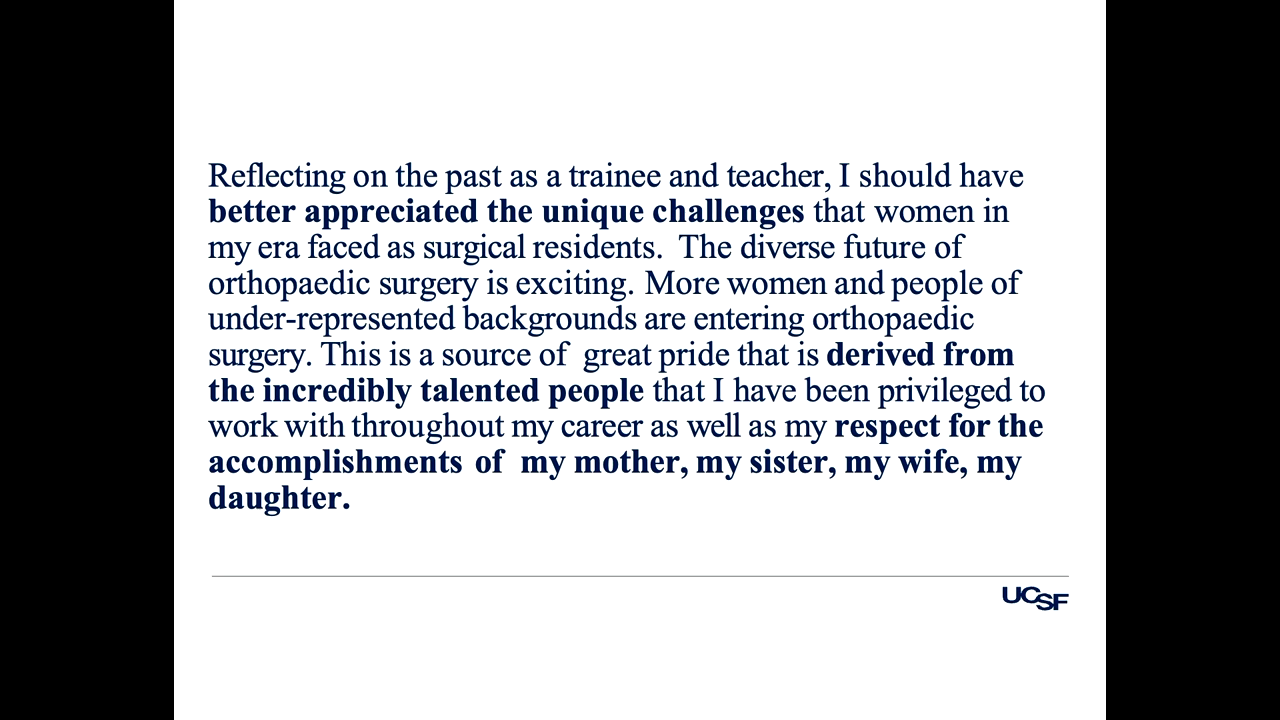 Reflecting on the past as a trainee and teacher, I should have
better appreciated the unique challenges that women in
my era faced as surgical residents.  The diverse future of
orthopaedic surgery is exciting. More women and people of
under-represented backgrounds are entering orthopaedic
surgery. This is a source of  great pride that is derived from
the incredibly talented people that I have been privileged to
work with throughout my career as well as my respect for the
accomplishments of  my mother, my sister, my wife, my
daughter.
UCSF